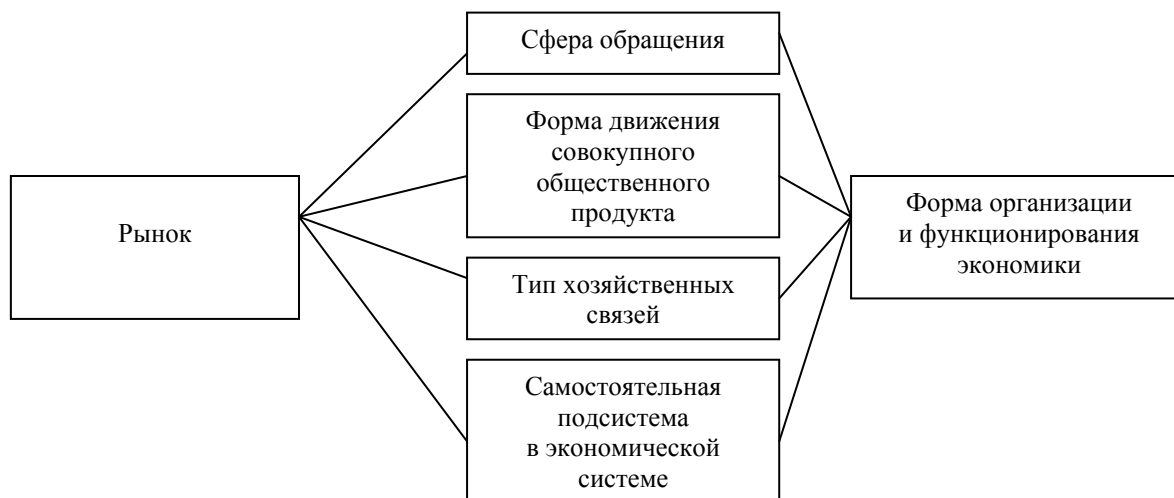 Рынок
Сфера обращения
Форма движения
совокупного
общественного
продукта
Тип хозяйственных
связей
Самостоятельная
подсистема
в экономической
системе
Форма организации
и функционирования
экономики